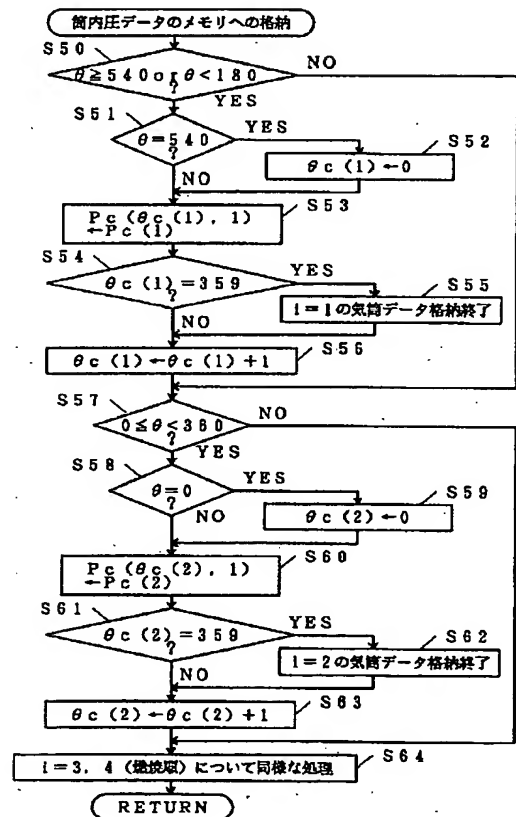 筒内圧データのメモリへの格納
S50
θ≧540orθ<180
?
NO
YES
S51
θ=540
?
YES
S52
θc(1)←0
NO
S53
Pc(θc(1),1)
←Pc(1)
S54
θc(1)=359
?
YES
S55
i=1の気筒データ格納終了
NO
S56
θc(1)←θc(1)+1
S57
0≦θ<360
?
NO
YES
S58
θ=0
?
YES
S59
θc(2)←0
NO
S60
Pc(θc(2),1)
←Pc(2)
S61
θc(2)=359
?
YES
S62
i=2の気筒データ格納終了
NO
S63
θc(2)←θc(2)+1
S64
i=3,4(燃焼順)について同様な処理
RETURN